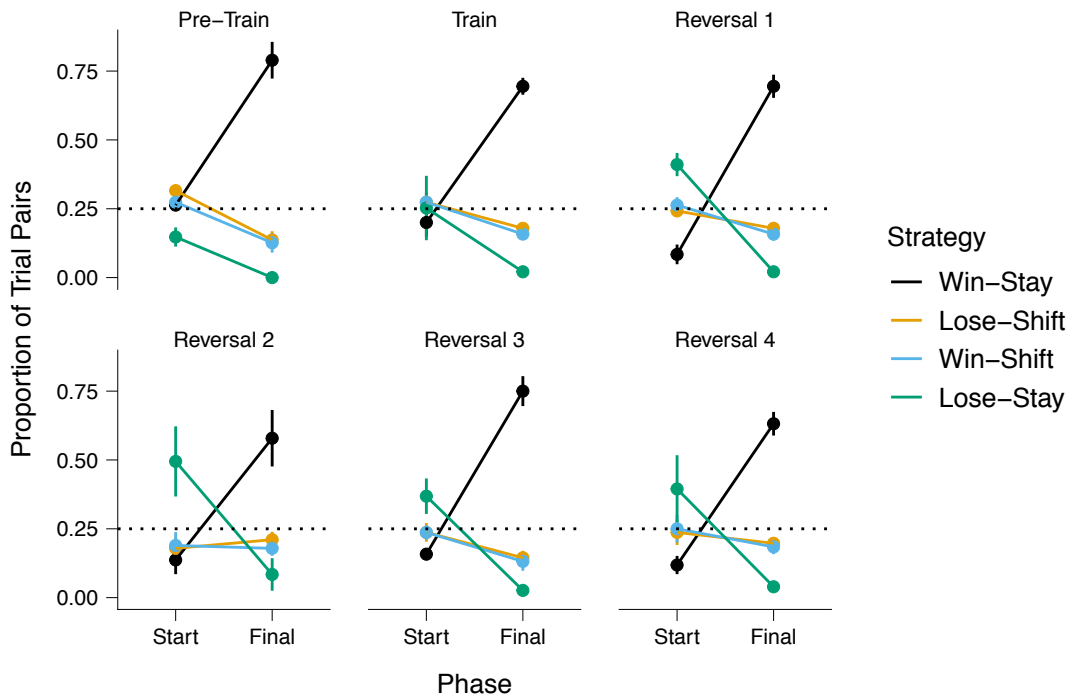 Pre−Train
Train
Reversal 1
0.75
0.50
0.25
0.00
Reversal 2
Reversal 3
Reversal 4
0.75
0.50
0.25
0.00
Start
Final
Start
Final
Start
Final
Phase
Proportion of Trial Pairs
Strategy
Win−Stay
Lose−Shift
Win−Shift
Lose−Stay